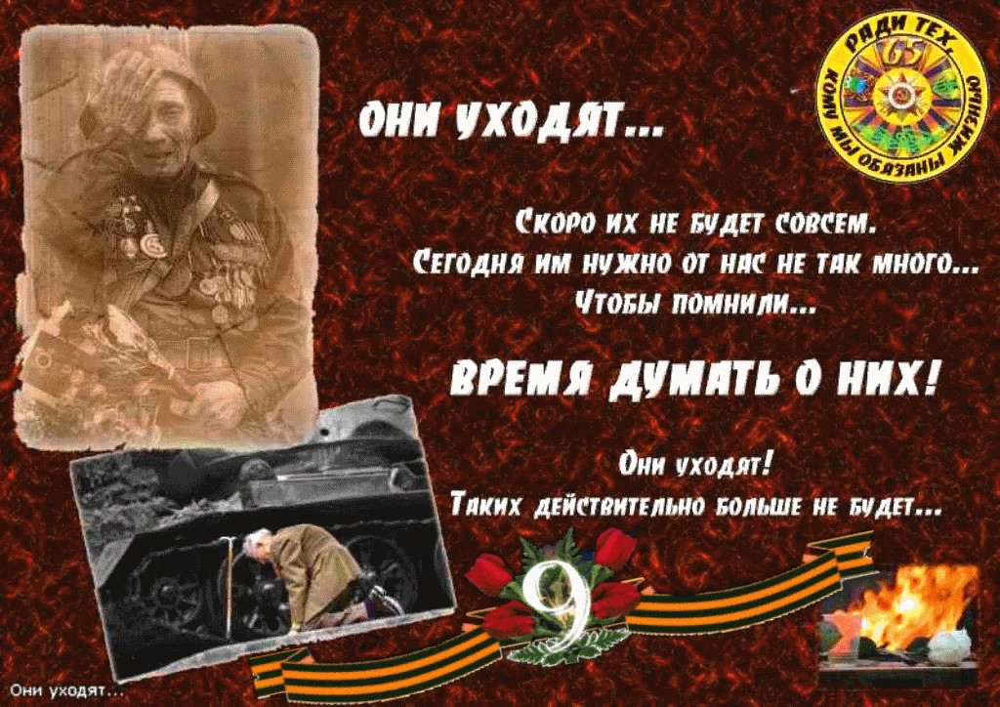 ОНИ УХОДЯТ...
РАДИ ТЕХ,
КОМУ МЫ ОБЯЗАНЫ
ЖИЗНЬЮ
65
СКОРО ИХ НЕ БУДЕТ СОВСЕМ.
СЕГОДНЯ ИМ НУЖНО ОТ НАС НЕ ТАК МНОГО...
ЧТОБЫ ПОМНИЛИ...
ВРЕМЯ ДУМАТЬ О НИХ!
ОНИ УХОДЯТ!
ТАКИХ ДЕЙСТВИТЕЛЬНО БОЛЬШЕ НЕ БУДЕТ...
9
Они уходят...